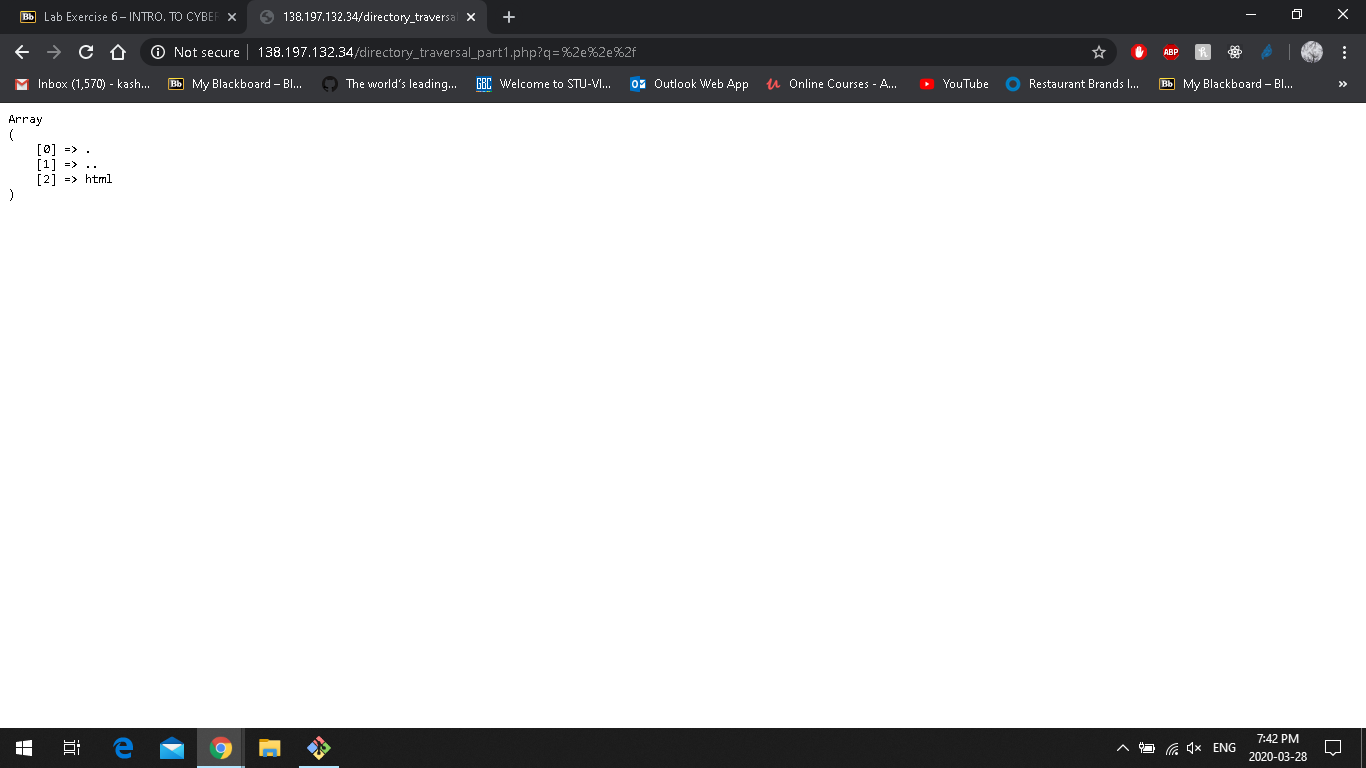 Lab Exercise 6 – INTRO. TO CYBER
138.197.132.34/directory_traversal
Not secure 138.197.132.34/directory_traversal_part1.php?q=%2e%2e%2f
ABP
Inbox (1,570) - kash... Bb My Blackboard – Bl... The world's leading... GBC Welcome to STU-VI... Outlook Web App Online Courses - A... YouTube Restaurant Brands I... Bb My Blackboard – Bl... »
Array
(
[0] => .
[1] => ..
[2] => html
)
ENG
7:42 PM
2020-03-28